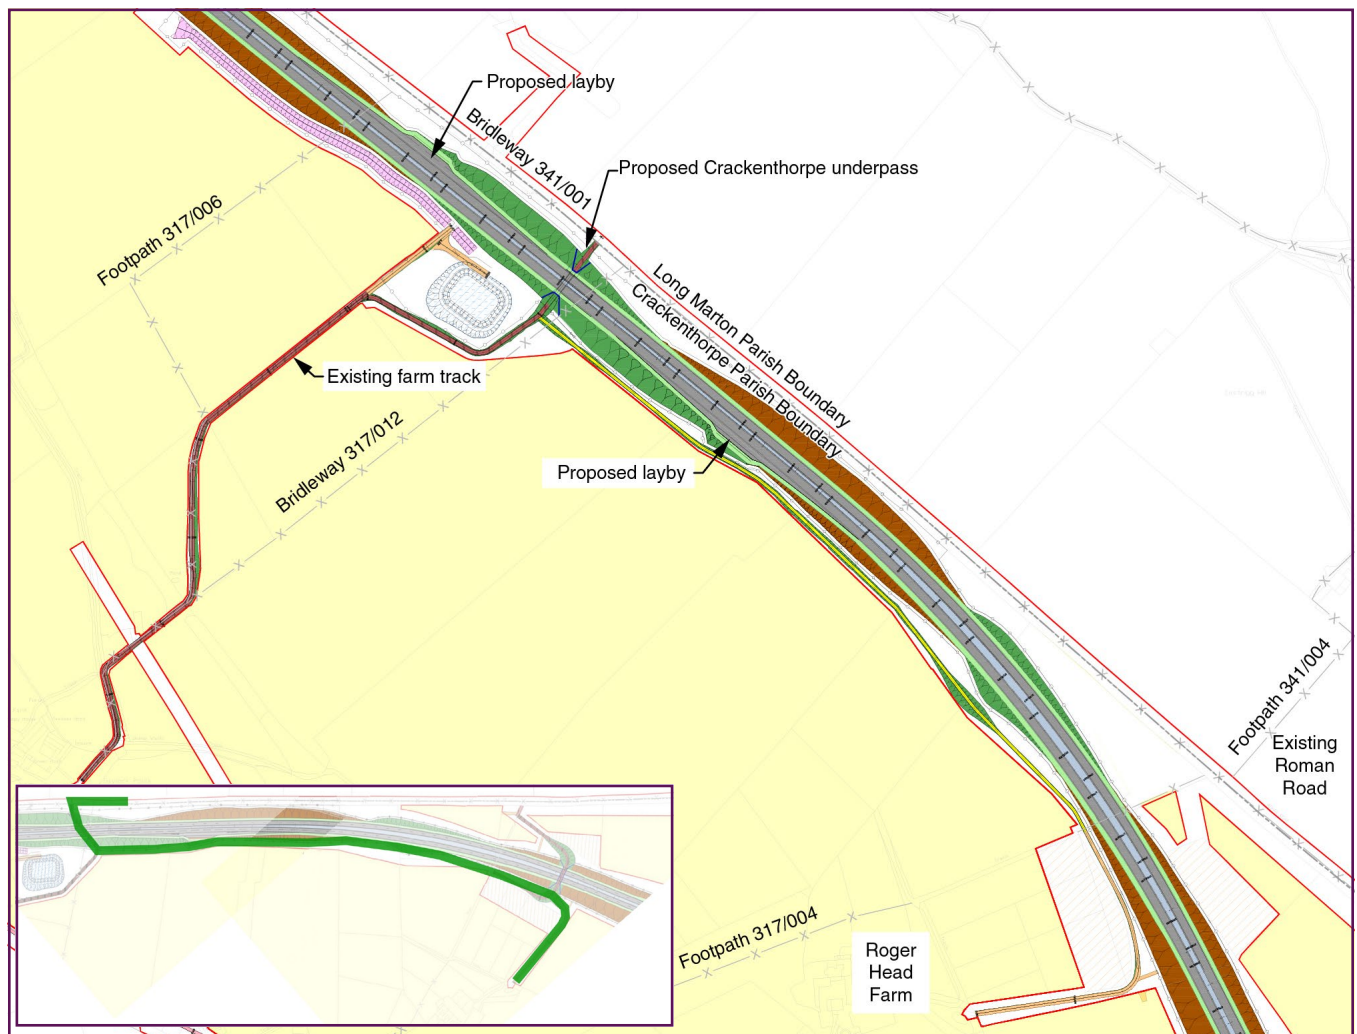 Proposed layby
Bridleway 341/001
Proposed Crackenthorpe underpass
Footpath 317/006
Long Marton Parish Boundary
Crackenthorpe Parish Boundary
Existing farm track
Bridleway 317/012
Proposed layby
Footpath 341/004
Existing
Roman
Road
Footpath 317/004
Roger
Head
Farm